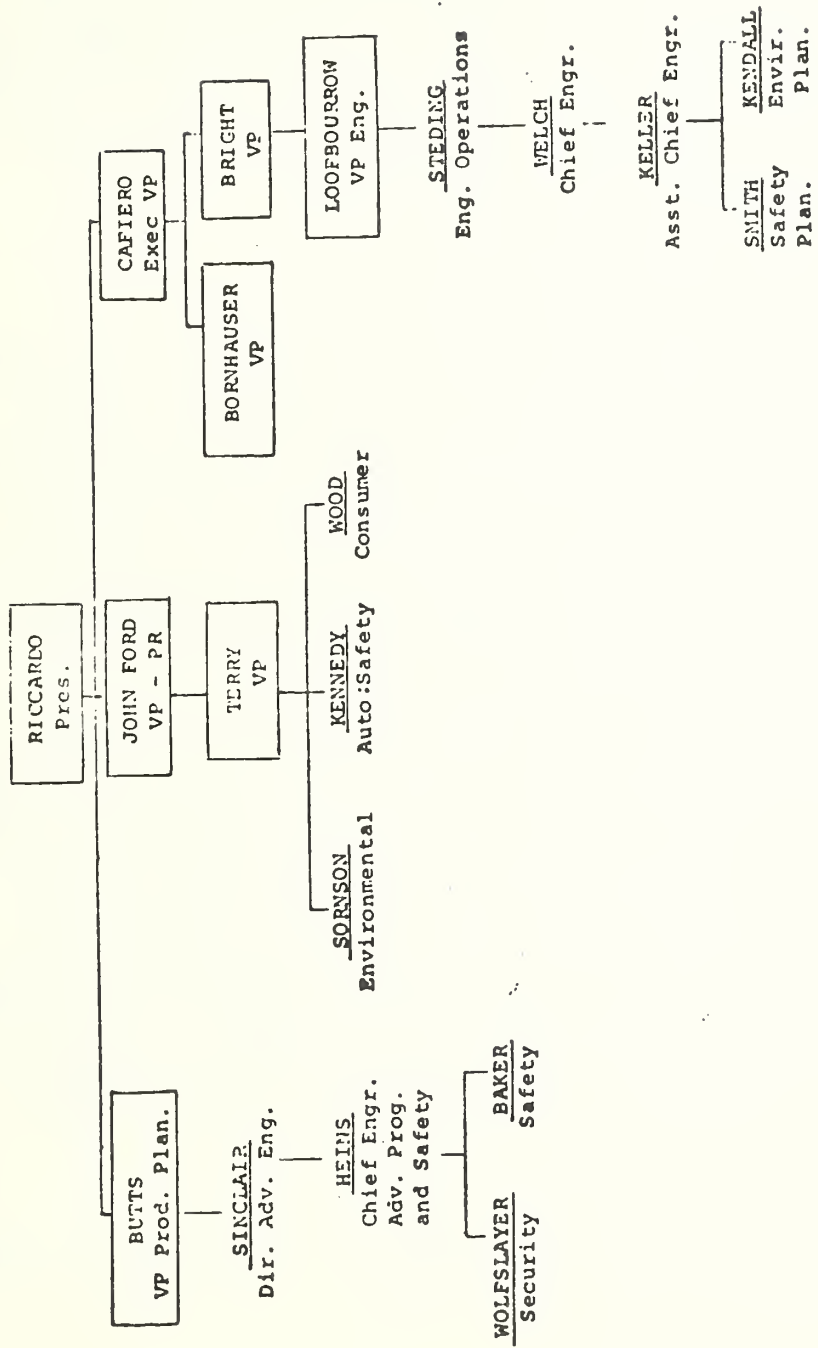 RICCARDO
Pres.
BUTTS
VP Prod. Plan.
JOHN FORD
VP - PR
CAFIERO
Exec VP
SINCLAIR
Dir. Adv. Eng.
TERRY
VP
BORNHAUSER
VP
BRIGHT
VP
HEINS
Chief Engr.
Adv. Prog.
and Safety
SORNSON
Environmental
KENNEDY
Auto:Safety
WOOD
Consumer
LOOFBOURROW
VP Eng.
WOLFSLAYER
Security
BAKER
Safety
STEDING
Eng. Operations
WELCH
Chief Engr.
KELLER
Asst. Chief Engr.
SMITH
Safety
Plan.
KENDALL
Envir.
Plan.